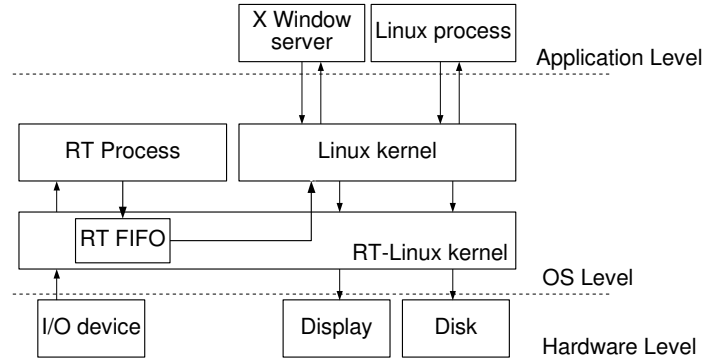 X Window
server
Linux process
Application Level
RT Process
Linux kernel
RT FIFO
RT-Linux kernel
OS Level
I/O device
Display
Disk
Hardware Level